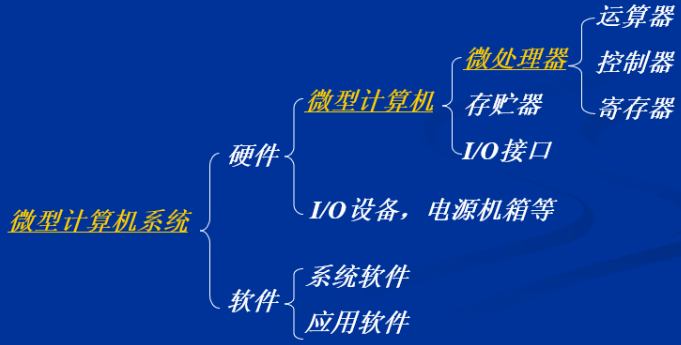 运算器
微处理器
控制器
微型计算机
存贮器
寄存器
硬件
I/O接口
微型计算机系统
I/O设备，电源机箱等
系统软件
软件
应用软件